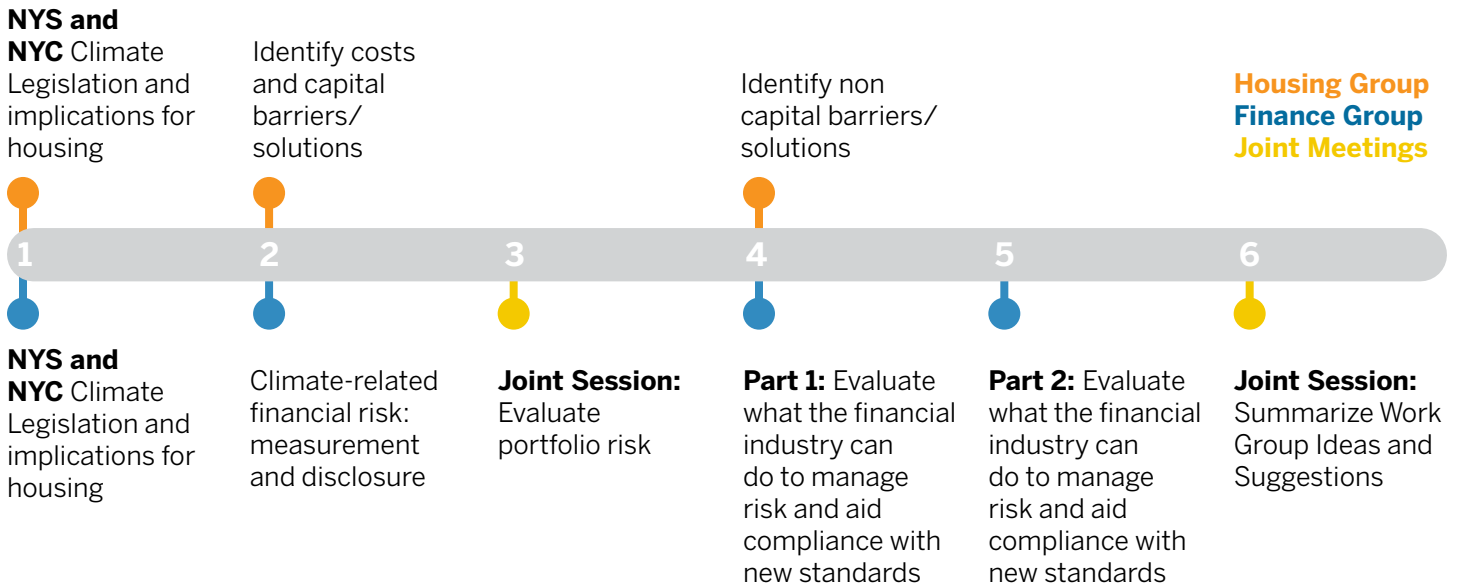 NYS and
NYC Climate
Legislation and
implications for
housing
Identify costs
and capital
barriers/
solutions
Identify non
capital barriers/
solutions
Housing Group
Finance Group
Joint Meetings
1
2
3
4
5
6
NYS and
NYC Climate
Legislation and
implications for
housing
Climate-related
financial risk:
measurement
and disclosure
Joint Session:
Evaluate
portfolio risk
Part 1: Evaluate
what the financial
industry can
do to manage
risk and aid
compliance with
new standards
Part 2: Evaluate
what the financial
industry can
do to manage
risk and aid
compliance with
new standards
Joint Session:
Summarize Work
Group Ideas and
Suggestions